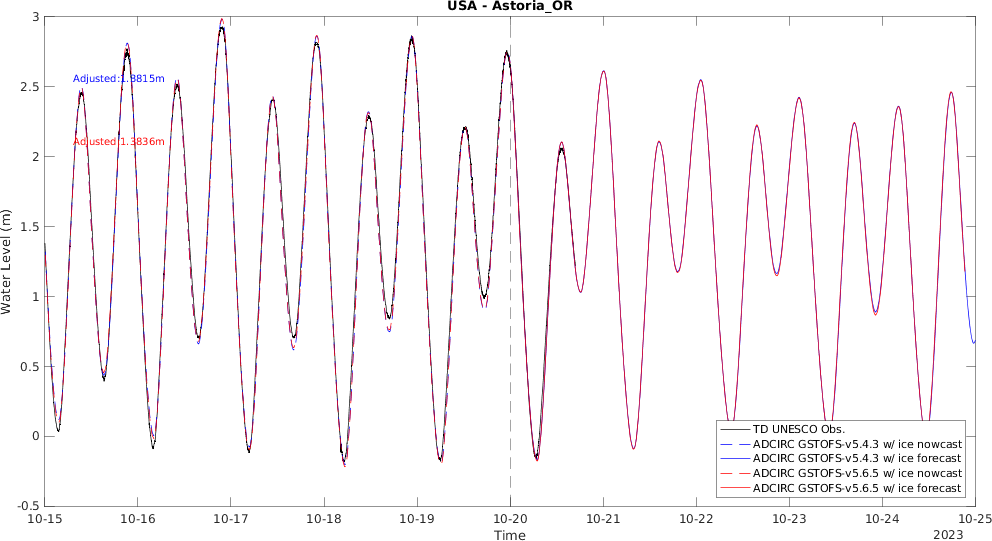 USA - Astoria_OR
3
2.5
2
1.5
1
0.5
0
-0.5
Water Level (m)
Adjusted:1.3815m
Adjusted:1.3836m
TD UNESCO Obs.
ADCIRC GSTOFS-v5.4.3 w/ ice nowcast
ADCIRC GSTOFS-v5.4.3 w/ ice forecast
ADCIRC GSTOFS-v5.6.5 w/ ice nowcast
ADCIRC GSTOFS-v5.6.5 w/ ice forecast
10-15 10-16 10-17 10-18 10-19 10-20 10-21 10-22 10-23 10-24 10-25
Time
2023